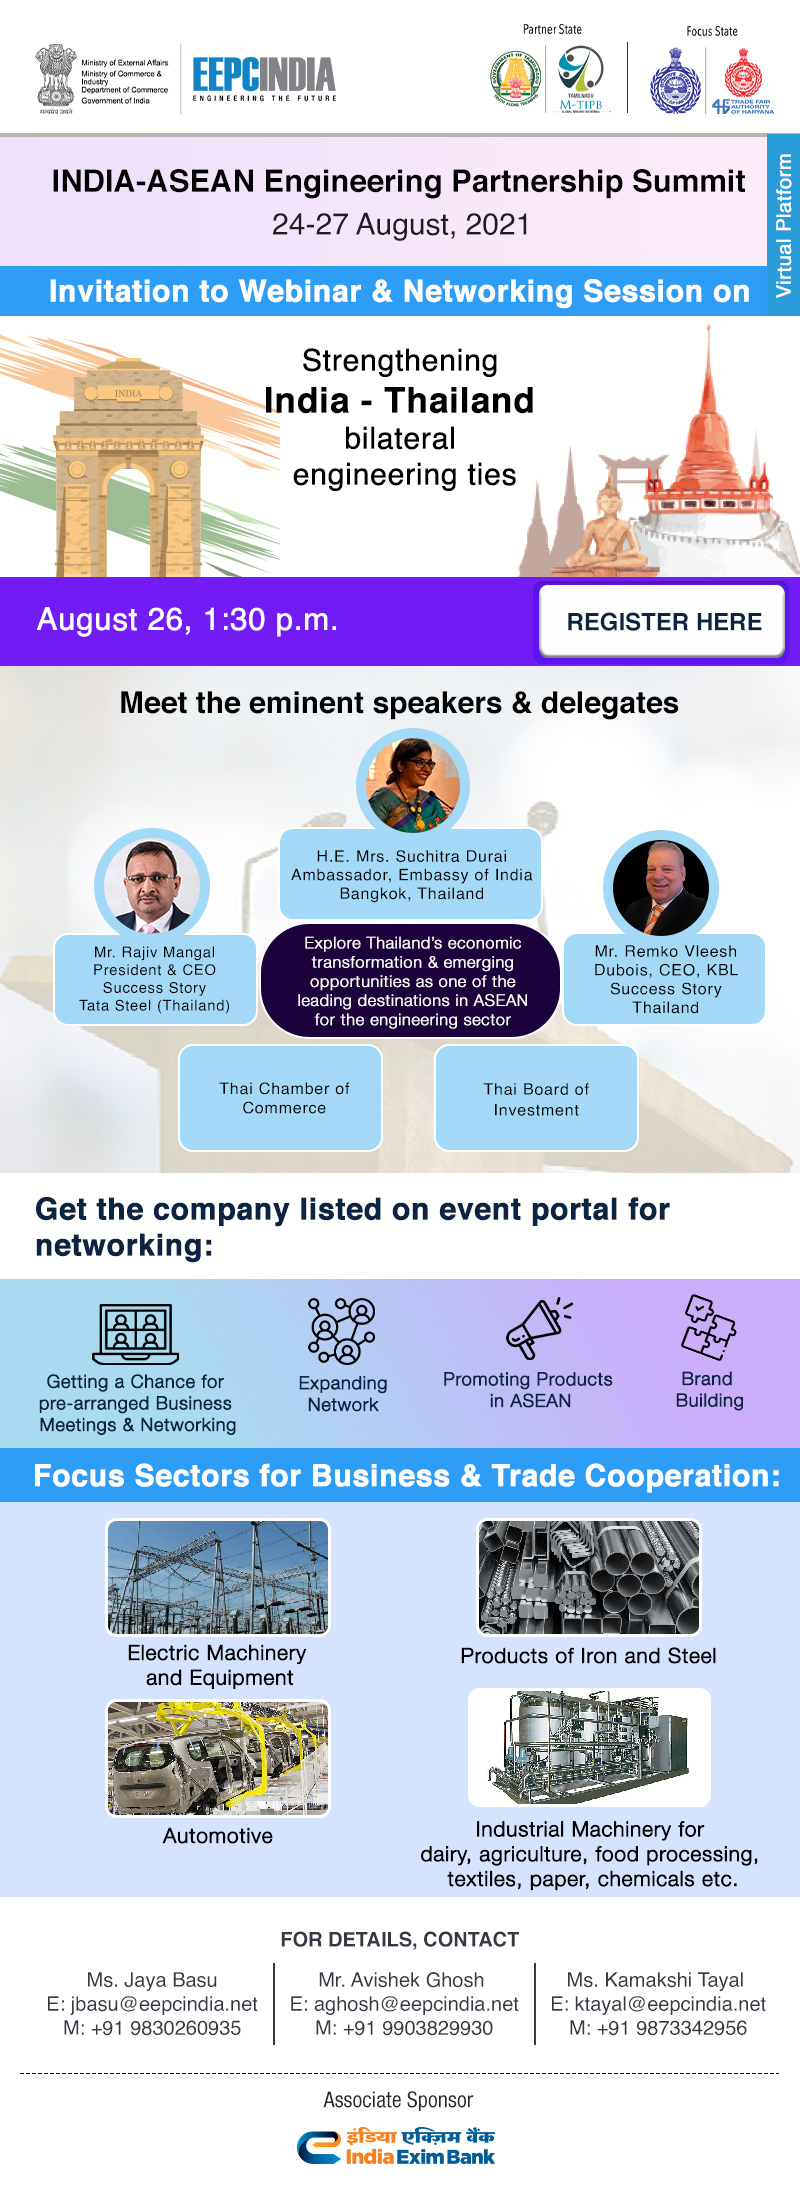 Partner State
Focus State
Ministry of External Affairs
Ministry of Commerce &
Industry
Department of Commerce
Government of India
सत्यमेव जयते
EEPCINDIA
ENGINEERING THE FUTURE
TAMILNADU
M-TIPB
TRADE FAIR
AUTHORITY
OF HARYANA
INDIA-ASEAN Engineering Partnership Summit
24-27 August, 2021
Virtual Platform
Invitation to Webinar & Networking Session on
Strengthening
India - Thailand
bilateral
engineering ties
INDIA
August 26, 1:30 p.m.
REGISTER HERE
Meet the eminent speakers & delegates
H.E. Mrs. Suchitra Durai
Ambassador, Embassy of India
Bangkok, Thailand
Mr. Rajiv Mangal
President & CEO
Success Story
Tata Steel (Thailand)
Explore Thailand's economic
transformation & emerging
opportunities as one of the
leading destinations in ASEAN
for the engineering sector
Mr. Remko Vleesh
Dubois, CEO, KBL
Success Story
Thailand
Thai Chamber of
Commerce
Thai Board of
Investment
Get the company listed on event portal for
networking:
Getting a Chance for
pre-arranged Business
Meetings & Networking
Expanding
Network
Promoting Products
in ASEAN
Brand
Building
Focus Sectors for Business & Trade Cooperation:
Electric Machinery
and Equipment
Products of Iron and Steel
Automotive
Industrial Machinery for
dairy, agriculture, food processing,
textiles, paper, chemicals etc.
FOR DETAILS, CONTACT
Ms. Jaya Basu
E: jbasu@eepcindia.net
M: +91 9830260935
Mr. Avishek Ghosh
E: aghosh@eepcindia.net
M: +91 9903829930
Ms. Kamakshi Tayal
E: ktayal@eepcindia.net
M: +91 9873342956
Associate Sponsor
इंडिया एक्ज़िम बैंक
India Exim Bank